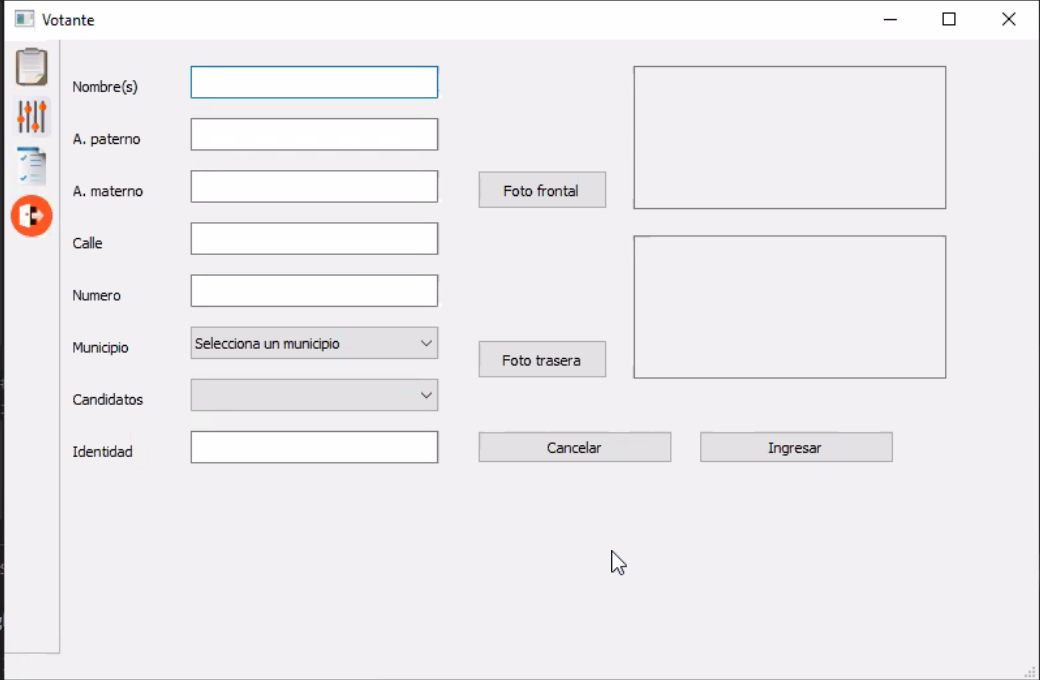 Votante
Nombre(s)
A. paterno
A. materno
Foto frontal
Calle
Numero
Municipio
Selecciona un municipio
Foto trasera
Candidatos
Identidad
Cancelar
Ingresar